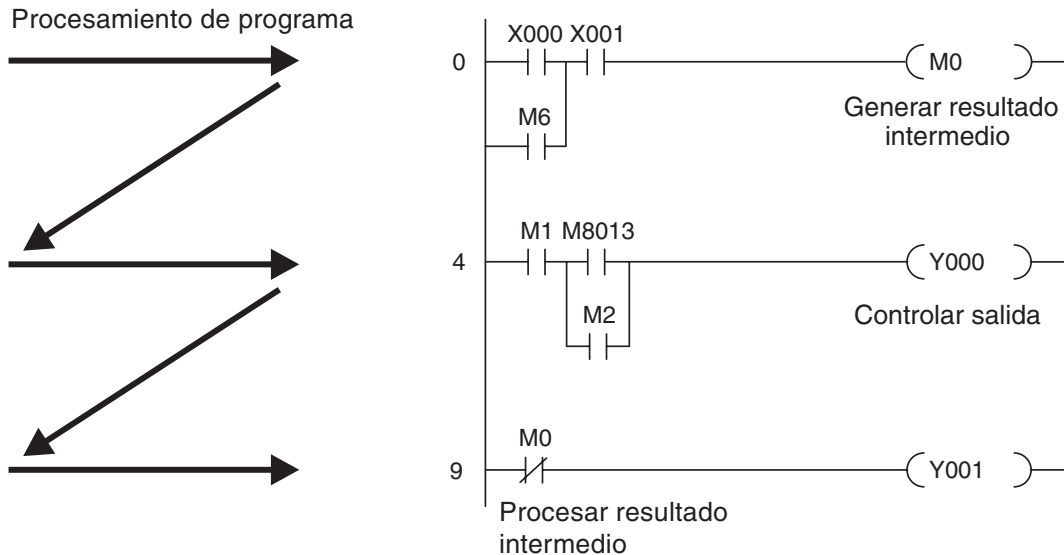 Procesamiento de programa
X000 X001
0
M0
M6
Generar resultado
intermedio
M1 M8013
4
Y000
M2
Controlar salida
M0
9
Y001
Procesar resultado
intermedio